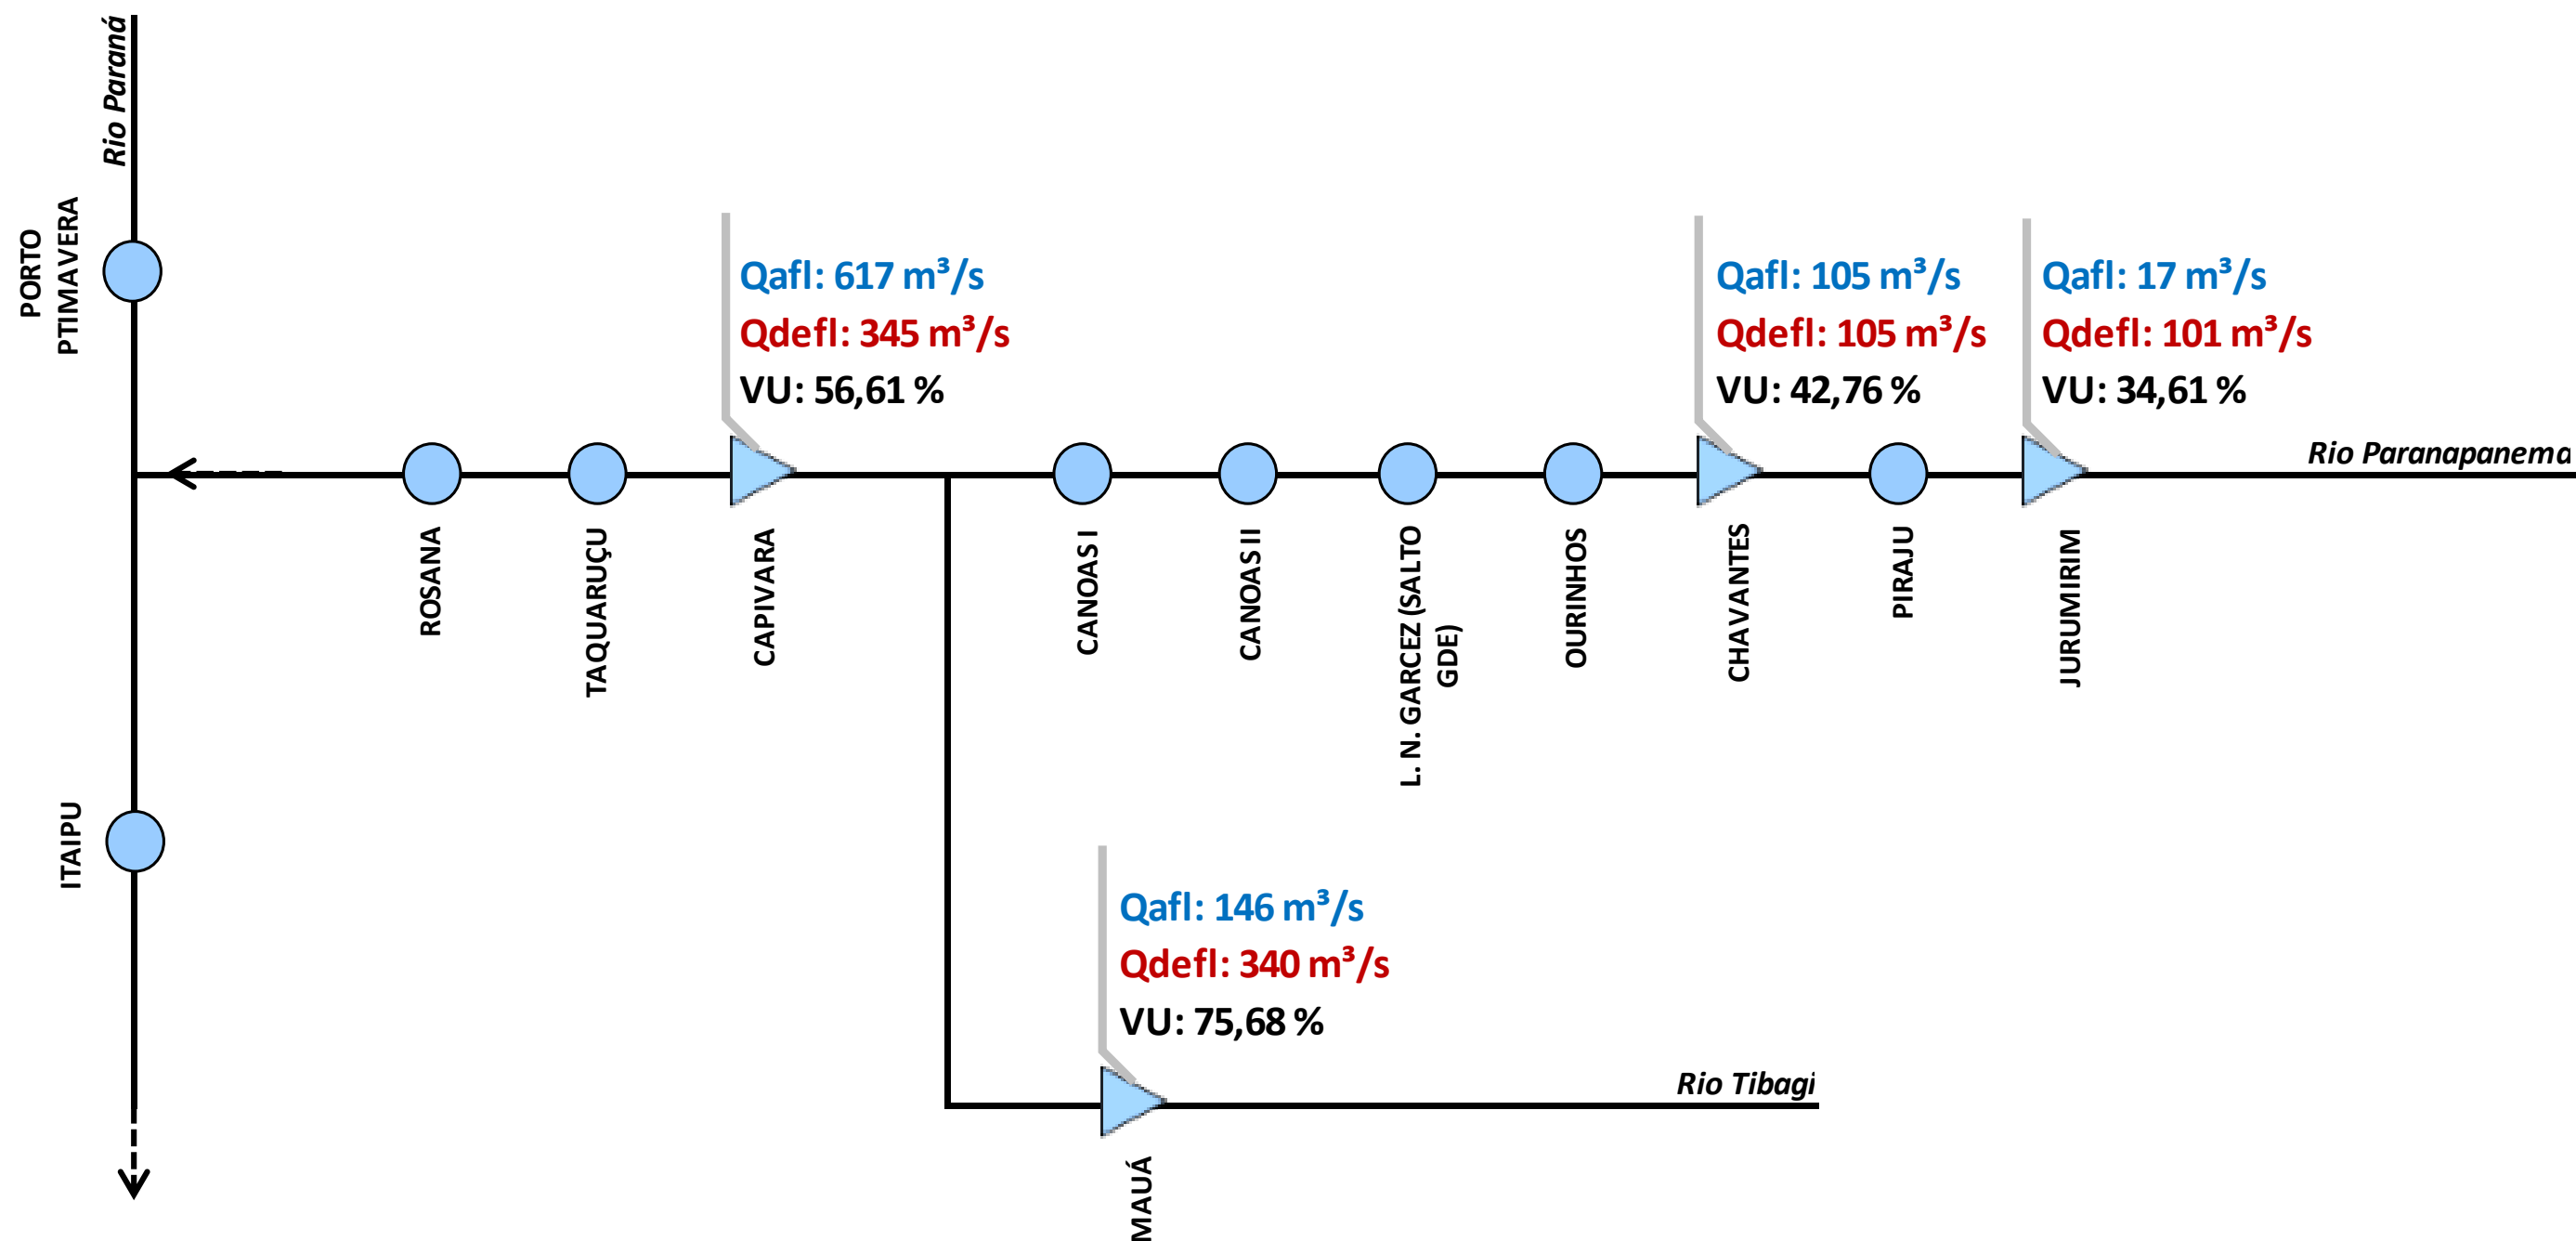 Rio Paraná
PORTO
PTIMAVERA
Qafl: 617 m³/s
Qdefl: 345 m³/s
VU: 56,61 %
Qafl: 105 m³/s
Qdefl: 105 m³/s
VU: 42,76 %
Qafl: 17 m³/s
Qdefl: 101 m³/s
VU: 34,61 %
Rio Paranapanema
ROSANA
TAQUARUÇU
CAPIVARA
CANOAS I
CANOAS II
L. N. GARCEZ (SALTO
GDE)
OURINHOS
CHAVANTES
PIRAJU
JURUMIRIM
ITAIPU
Qafl: 146 m³/s
Qdefl: 340 m³/s
VU: 75,68 %
Rio Tibagi
MAUÁ